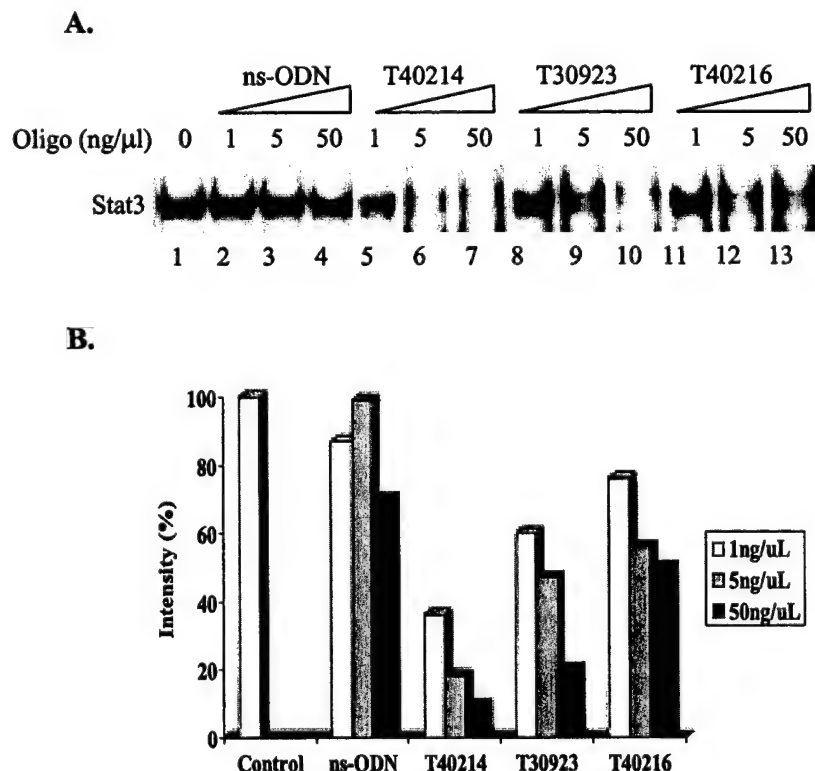 A.
ns-ODN T40214 T30923 T40216
Oligo (ng/µl) 0 1 5 50 1 5 50 1 5 50 1 5 50
Stat3
1 2 3 4 5 6 7 8 9 10 11 12 13
B.
100
80
60
40
20
0
Intensity (%)
Control ns-ODN T40214 T30923 T40216
1ng/uL
5ng/uL
50ng/uL